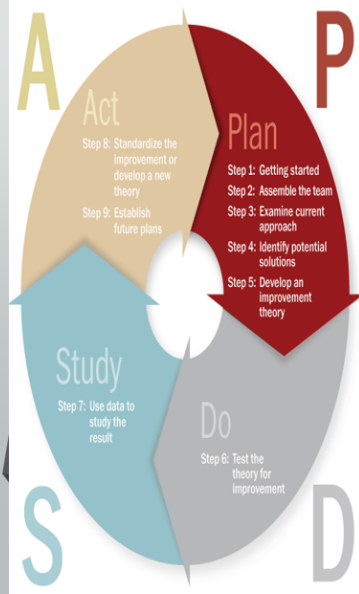 A
P
Act
Step 8: Standardize the
improvement or
develop a new
theory
Step 9: Establish
future plans
Plan
Step 1: Getting started
Step 2: Assemble the team
Step 3: Examine current
approach
Step 4: Identify potential
solutions
Step 5: Develop an
improvement
theory
Study
Step 7: Use data to
study the
result
Do
Step 6: Test the
theory for
improvement
S
D